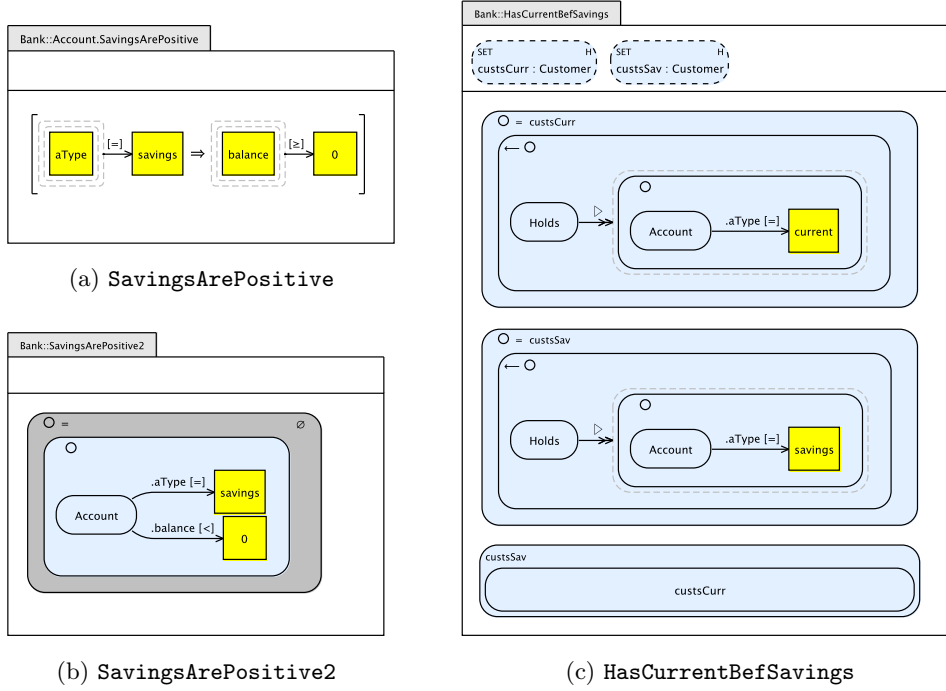 Bank::Account.SavingsArePositive
aType [=] savings ⇒ balance [≥] 0
(a) SavingsArePositive
Bank::SavingsArePositive2
= ∅
.aType [=] savings
Account
.balance [<] 0
(b) SavingsArePositive2
Bank::HasCurrentBefSavings
SET H
custsCurr : Customer
SET H
custsSav : Customer
= custsCurr
←
Holds ▷ Account .aType [=] current
= custsSav
←
Holds ▷ Account .aType [=] savings
custsSav
custsCurr
(c) HasCurrentBefSavings